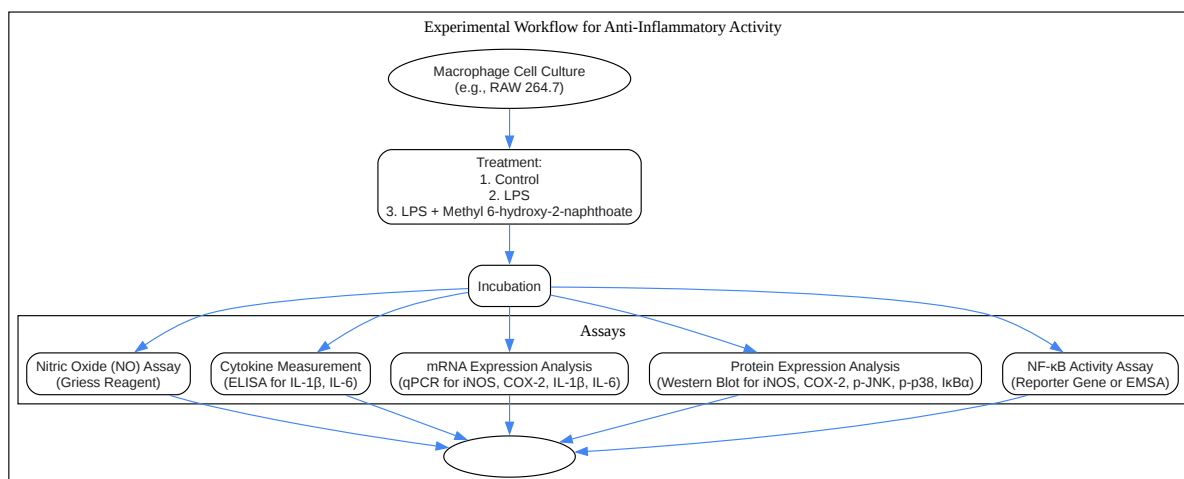 Experimental Workflow for Anti-Inflammatory Activity
Macrophage Cell Culture
(e.g., RAW 264.7)
Treatment:
1. Control
2. LPS
3. LPS + Methyl 6-hydroxy-2-naphthoate
Incubation
Assays
Nitric Oxide (NO) Assay
(Griess Reagent)
Cytokine Measurement
(ELISA for IL-1β, IL-6)
mRNA Expression Analysis
(qPCR for iNOS, COX-2, IL-1β, IL-6)
Protein Expression Analysis
(Western Blot for iNOS, COX-2, p-JNK, p-p38, IκBα)
NF-κB Activity Assay
(Reporter Gene or EMSA)